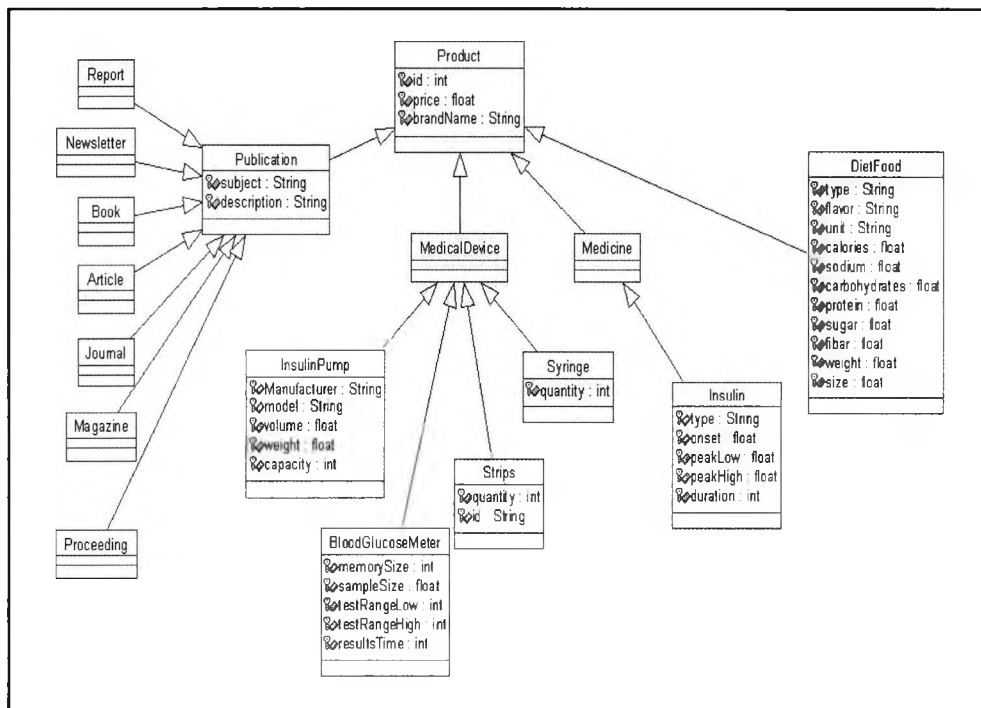 Product
id : int
price : float
brandName : String
Report
Newsletter
Book
Article
Journal
Magazine
Proceeding
Publication
subject : String
description : String
MedicalDevice
Medicine
DietFood
type : String
flavor : String
unit : String
calories : float
sodium : float
carbohydrates : float
protein : float
sugar : float
fibar : float
weight : float
size : float
InsulinPump
Manufacturer : String
model : String
volume : float
weight : float
capacity : int
Syringe
quantity : int
Insulin
type : String
onset float
peakLow : float
peakHigh : float
duration : int
Strips
quantity : int
id String
BloodGlucoseMeter
memorySize : int
sampleSize . float
testRangeLow : int
testRangeHigh : int
resultsTime : int